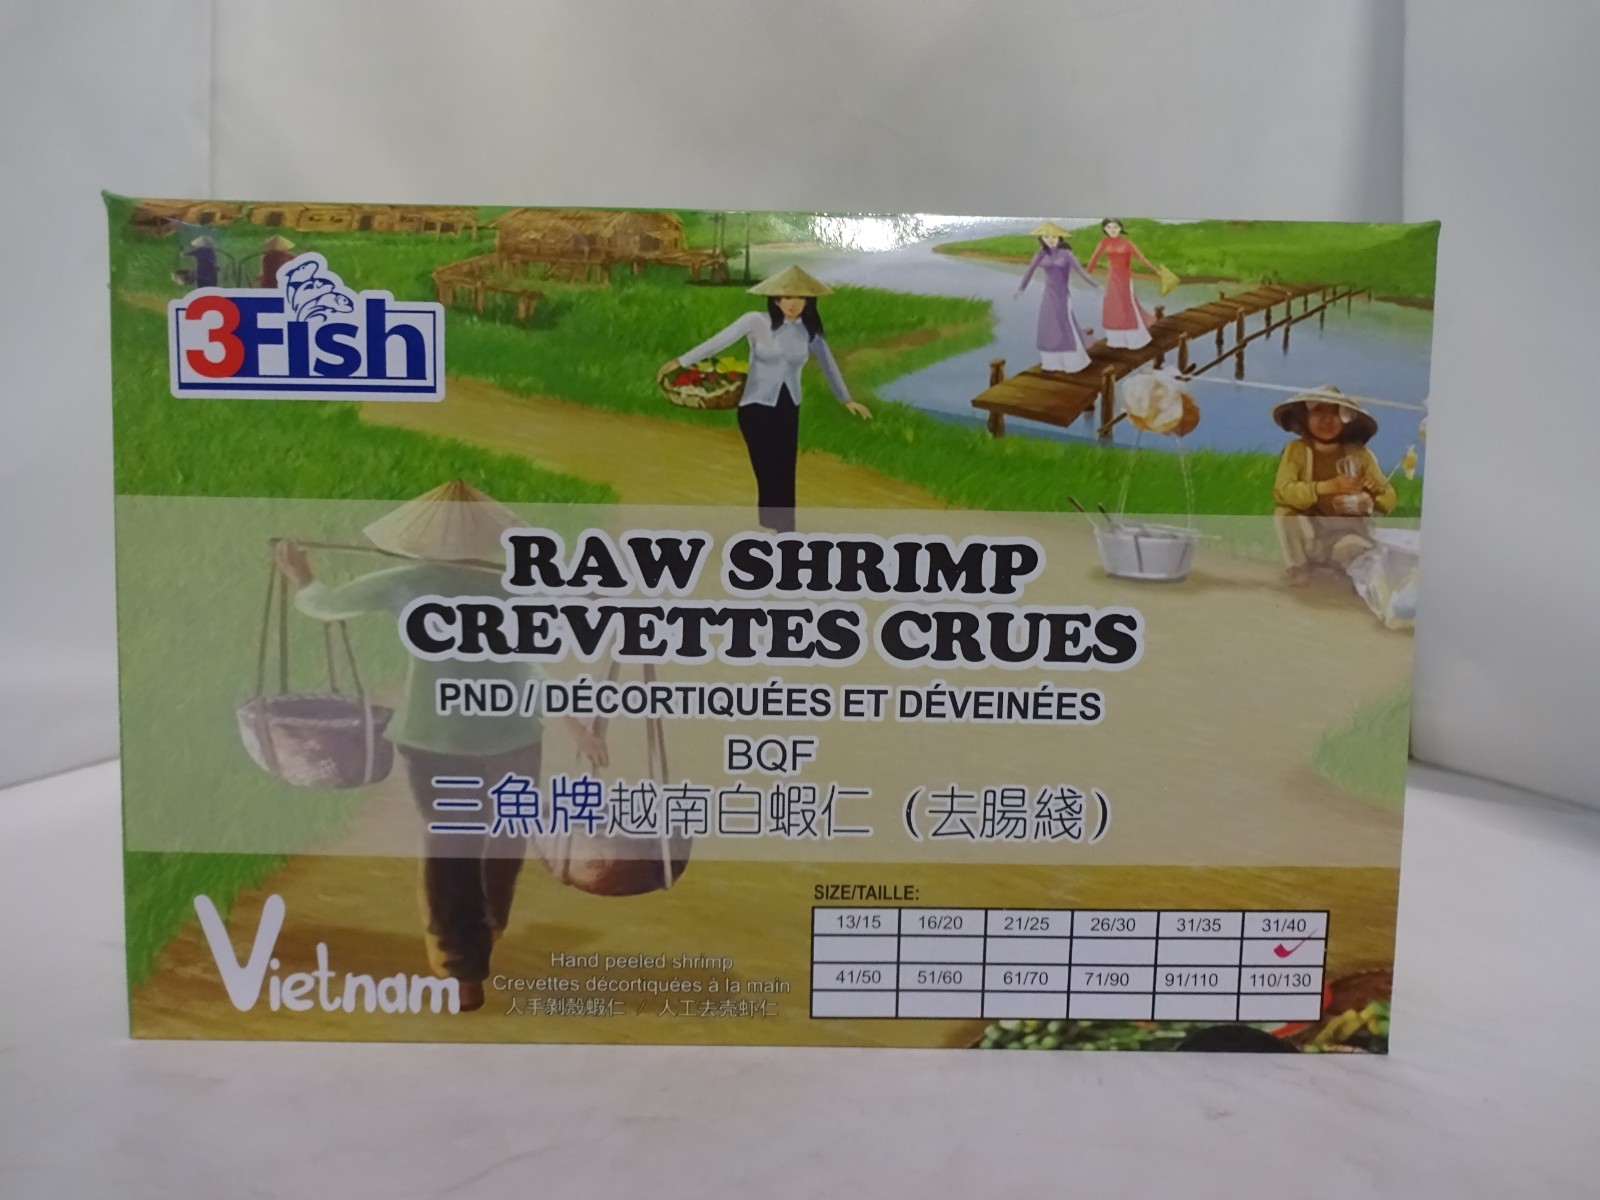 3Fish
RAW SHRIMP
CREVETTES CRUES
PND / DÉCORTIQUÉES ET DÉVEINÉES
BQF
三魚牌越南白蝦仁 (去腸綫)
Vietnam
Hand peeled shrimp
Crevettes décortiquées à la main
人手剝殼蝦仁 / 人工去壳虾仁
SIZE/TAILLE:
13/15 16/20 21/25 26/30 31/35 31/40
41/50 51/60 61/70 71/90 91/110 110/130